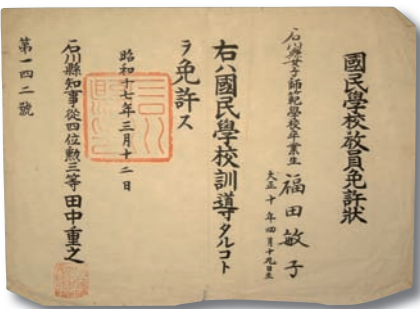 國民學校敎員免許狀
石川縣女子師範學校卒業生
福田敏子
大正十年四月十九日生
右ハ國民學校訓導タルコト
ヲ免許ス
昭和十七年三月十二日
石川縣知事從四位勲三等田中重之
第一四二號